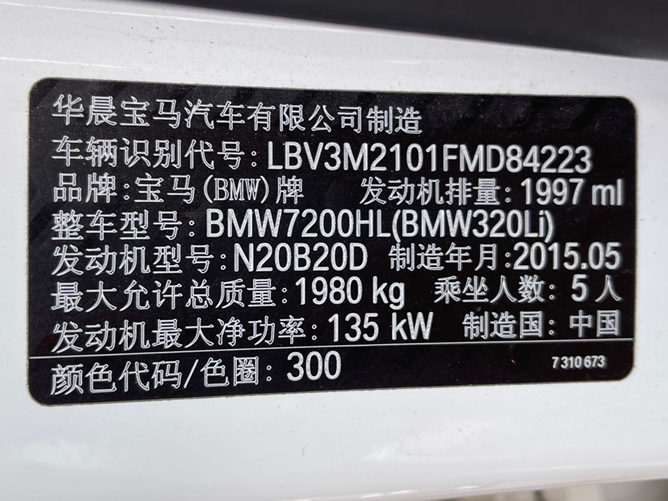 华晨宝马汽车有限公司制造
车辆识别代号:LBV3M2101FMD84223
品牌:宝马(BMW)牌 发动机排量:1997 ml
整车型号:BMW7200HL(BMW320Li)
发动机型号:N20B20D 制造年月:2015.05
最大允许总质量:1980 kg 乘坐人数:5人
发动机最大净功率:135 kW 制造国:中国
颜色代码/色圈:300 7310673